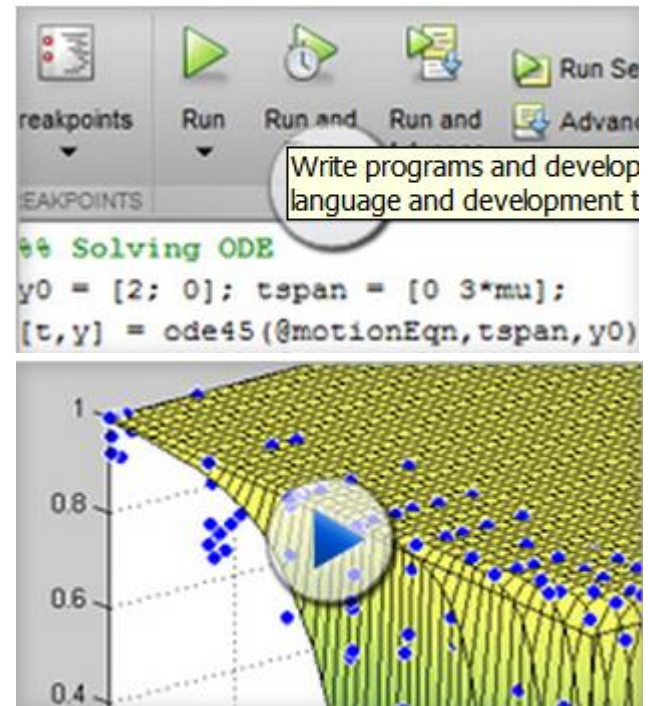 reakpoints Run Run and Run and
Run Se
Advanc
EAKPOINTS
Write programs and develop
language and development t
%% Solving ODE
y0 = [2; 0]; tspan = [0 3*mu];
[t,y] = ode45(@motionEqn,tspan,y0)
1
0.8
0.6
0.4